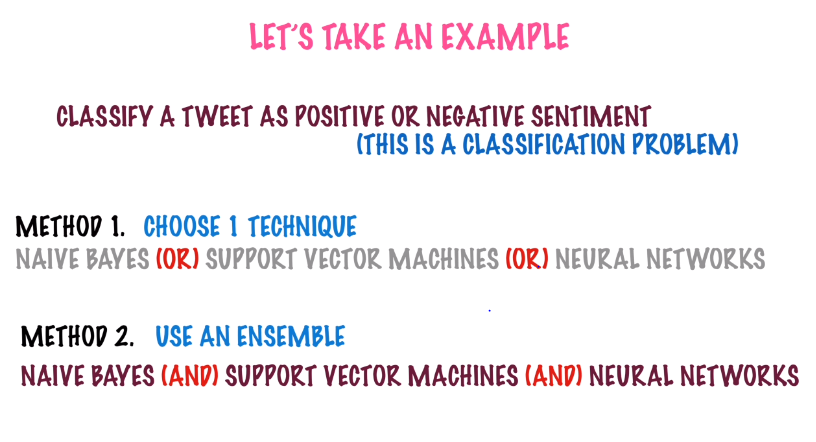 LET'S TAKE AN EXAMPLE
CLASSIFY A TWEET AS POSITIVE OR NEGATIVE SENTIMENT
(THIS IS A CLASSIFICATION PROBLEM)
METHOD 1. CHOOSE 1 TECHNIQUE
NAIVE BAYES (OR) SUPPORT VECTOR MACHINES (OR) NEURAL NETWORKS
METHOD 2. USE AN ENSEMBLE
NAIVE BAYES (AND) SUPPORT VECTOR MACHINES (AND) NEURAL NETWORKS